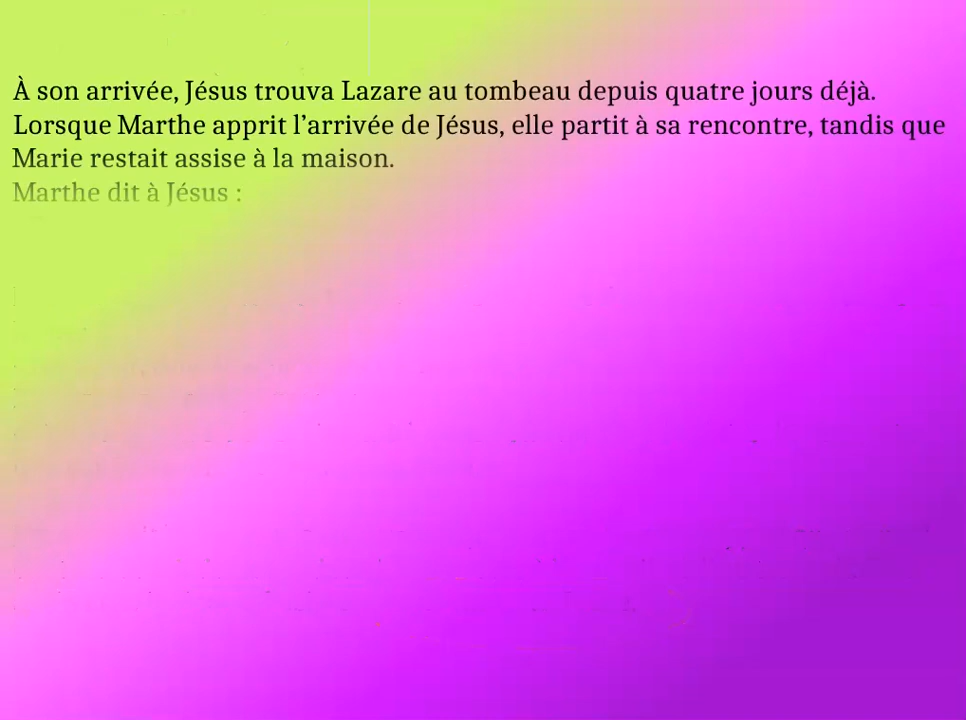 À son arrivée, Jésus trouva Lazare au tombeau depuis quatre jours déjà.
Lorsque Marthe apprit l’arrivée de Jésus, elle partit à sa rencontre, tandis que
Marie restait assise à la maison.
Marthe dit à Jésus :